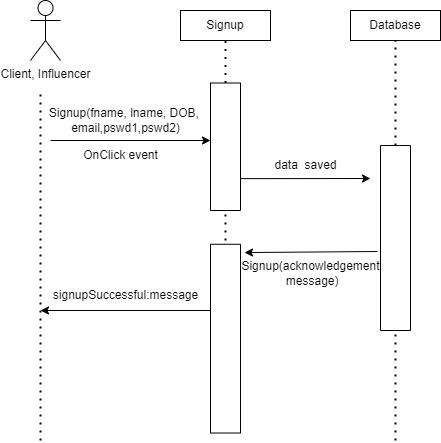 Signup
Database
Client, Influencer
Signup(fname, lname, DOB,
email,pswd1,pswd2)
OnClick event
data saved
Signup(acknowledgement
message)
signupSuccessful:message